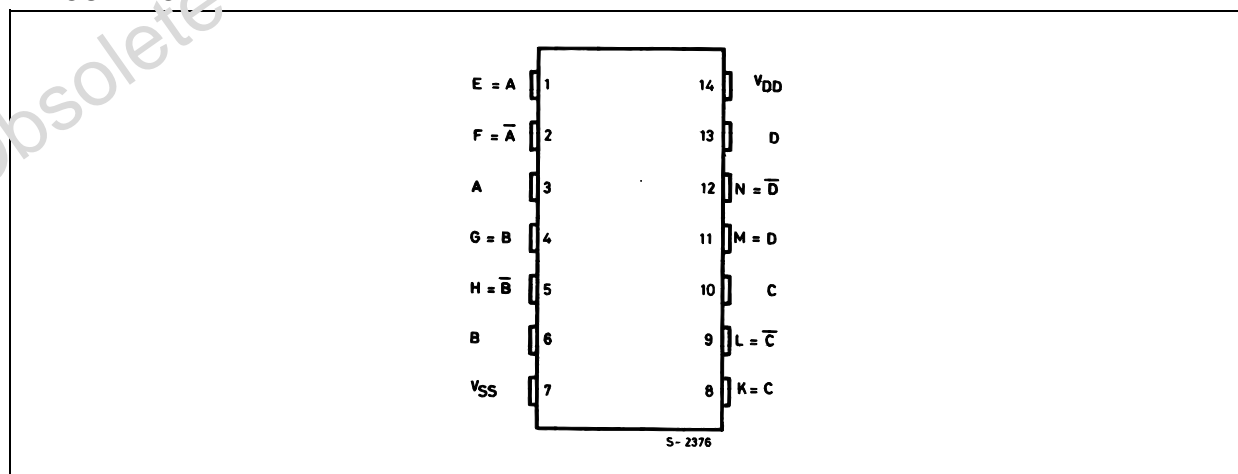 obsolete
E = A 1 14 VDD
F = A̅ 2 13 D
A 3 12 N = D̅
G = B 4 11 M = D
H = B̅ 5 10 C
B 6 9 L = C̅
VSS 7 8 K = C
S- 2376